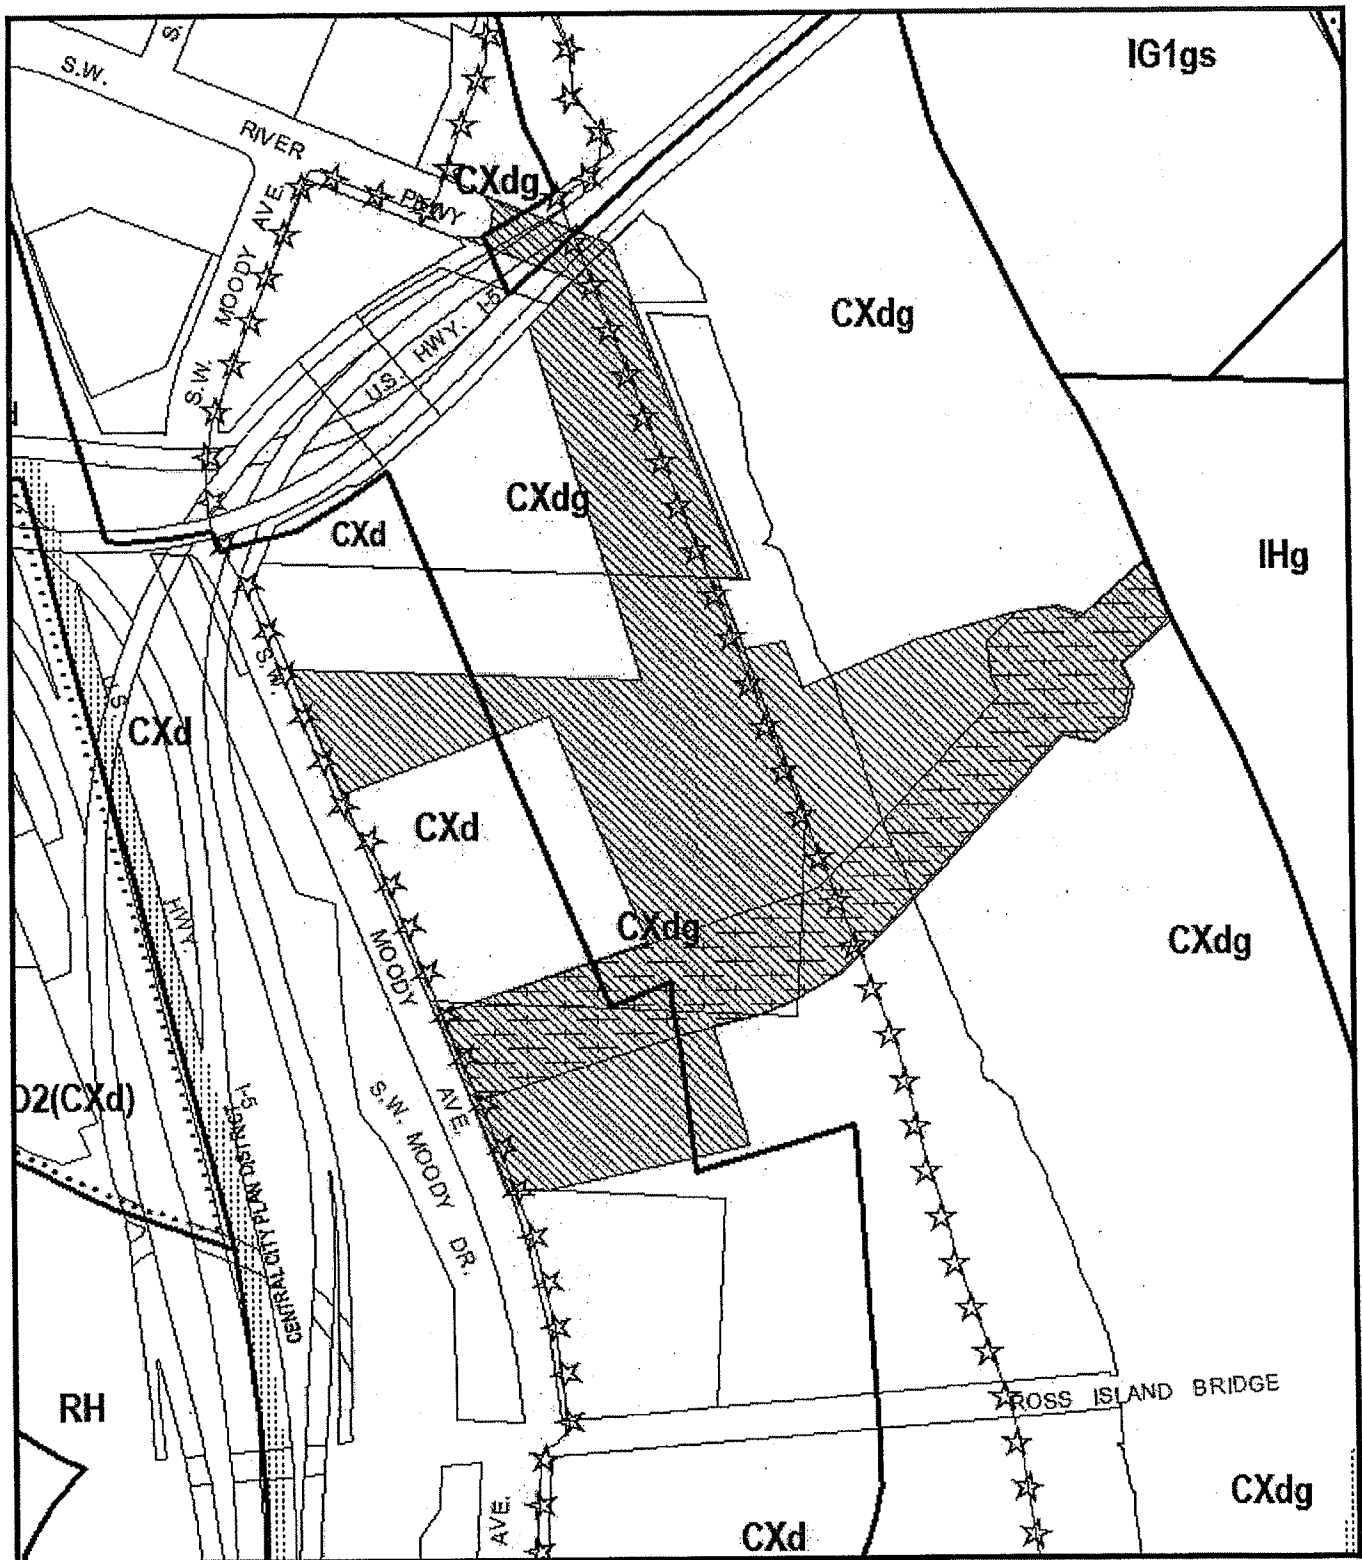 IG1gs
S.W.
RIVER
PKWY
CXdg
S.W. MOODY AVE
CXdg
U.S. HWY. I-5
CXdg
CXd
IHg
S.W.
CXd
CXd
CXdg
CXdg
MOODY
AVE.
HWY.
I-5
D2(CXd)
S.W. MOODY DR.
CENTRAL CITY PLAN DISTRICT
RH
ROSS ISLAND BRIDGE
CXdg
CXd
AVE.